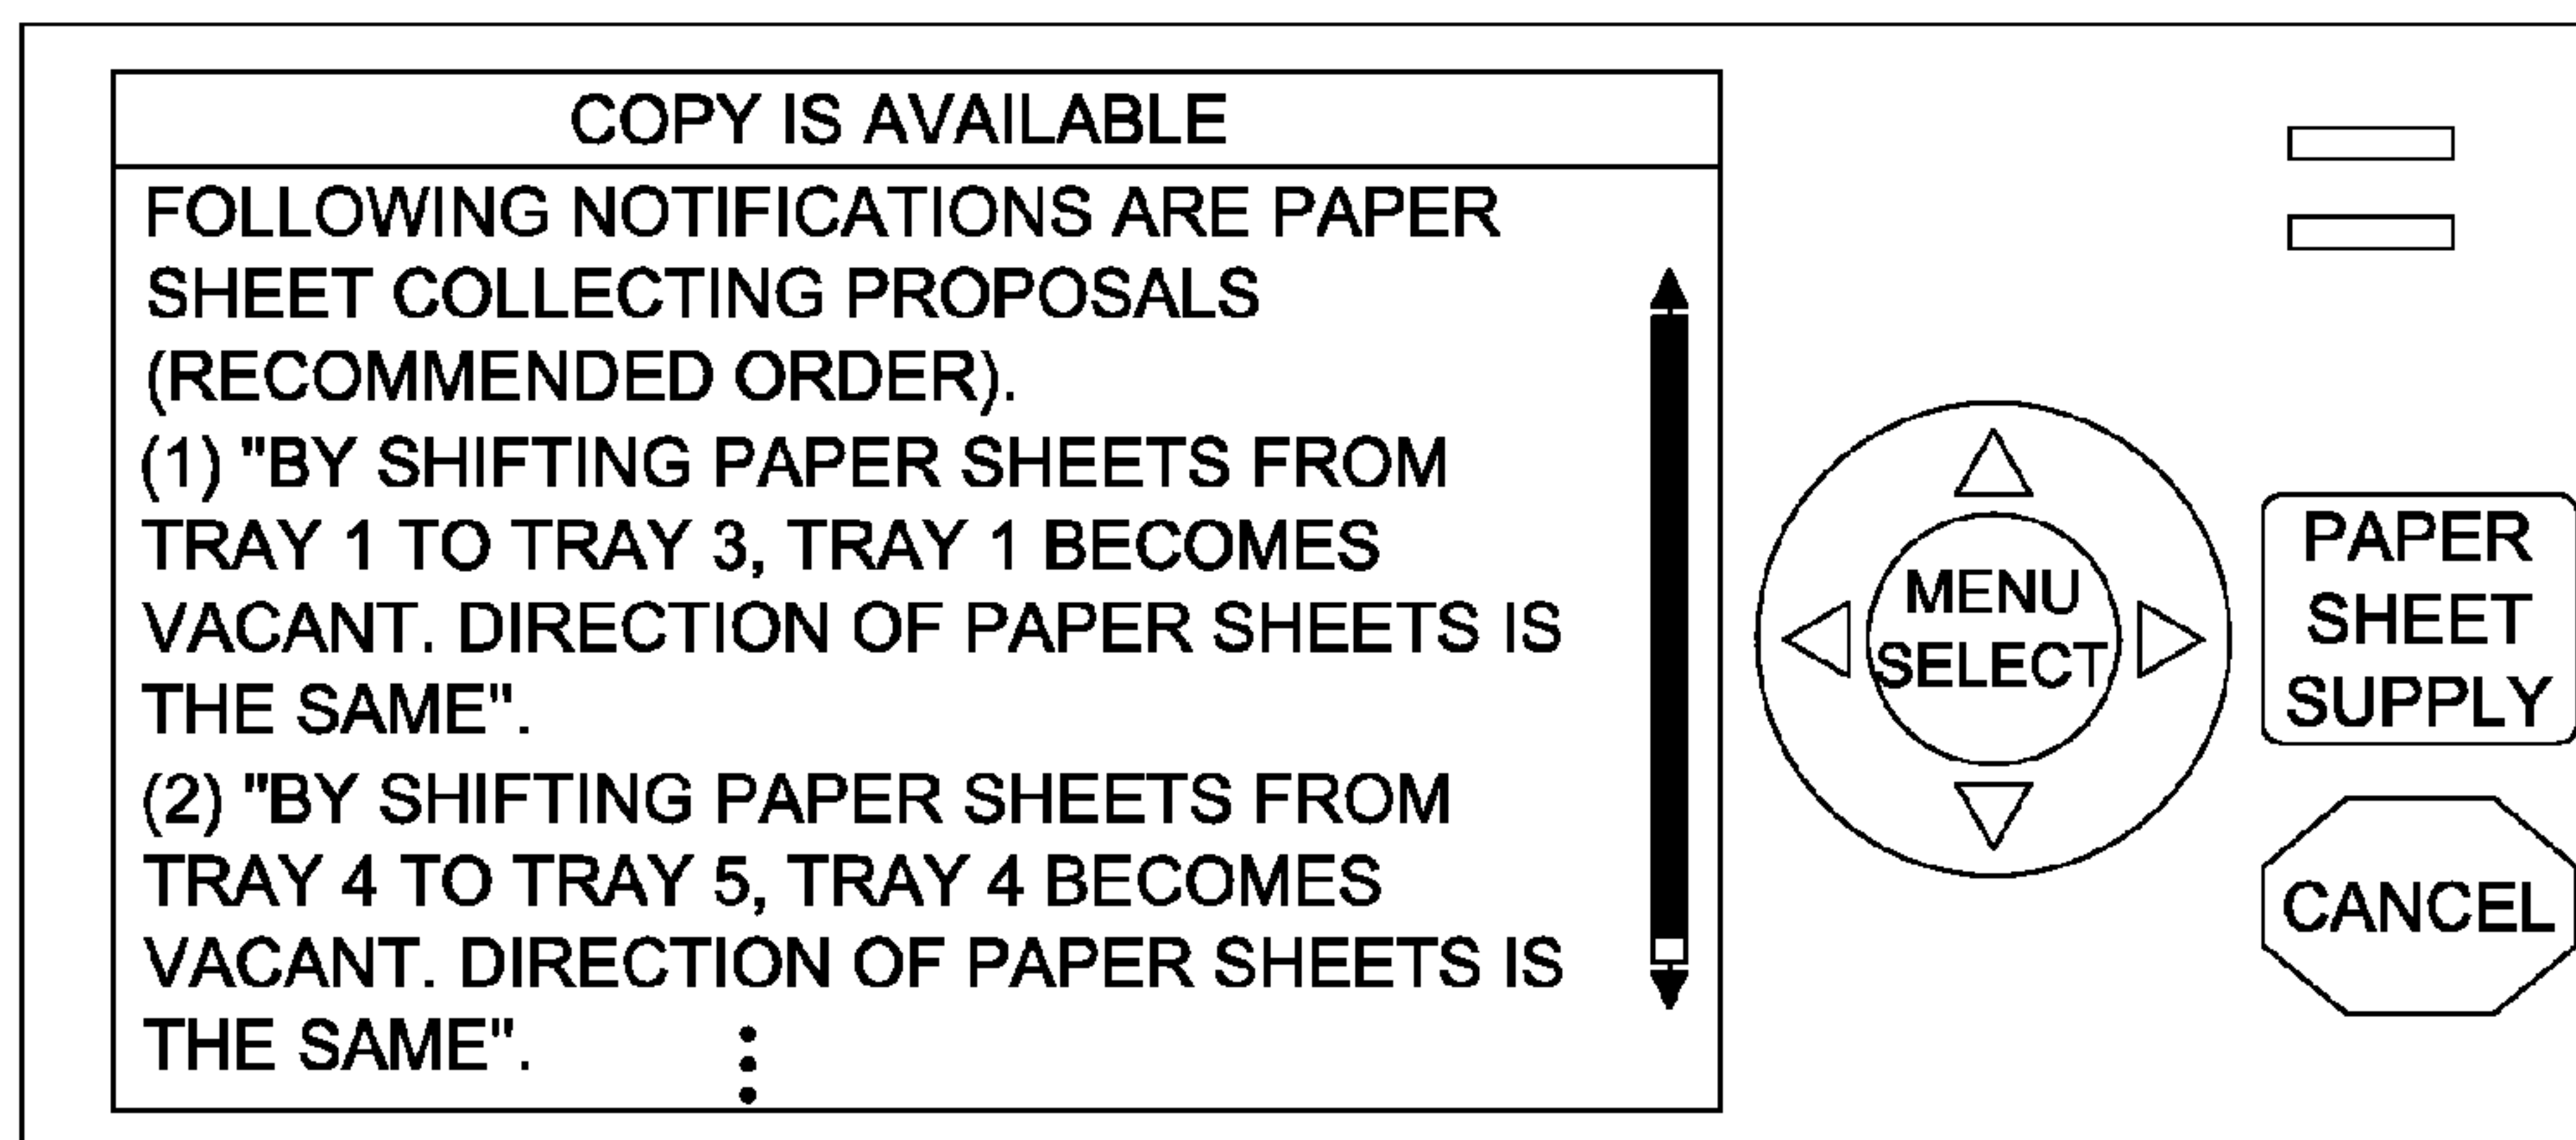 COPY IS AVAILABLE
FOLLOWING NOTIFICATIONS ARE PAPER
SHEET COLLECTING PROPOSALS
(RECOMMENDED ORDER).
(1) "BY SHIFTING PAPER SHEETS FROM
TRAY 1 TO TRAY 3, TRAY 1 BECOMES
VACANT. DIRECTION OF PAPER SHEETS IS
THE SAME".
(2) "BY SHIFTING PAPER SHEETS FROM
TRAY 4 TO TRAY 5, TRAY 4 BECOMES
VACANT. DIRECTION OF PAPER SHEETS IS
THE SAME".
MENU
SELECT
PAPER
SHEET
SUPPLY
CANCEL